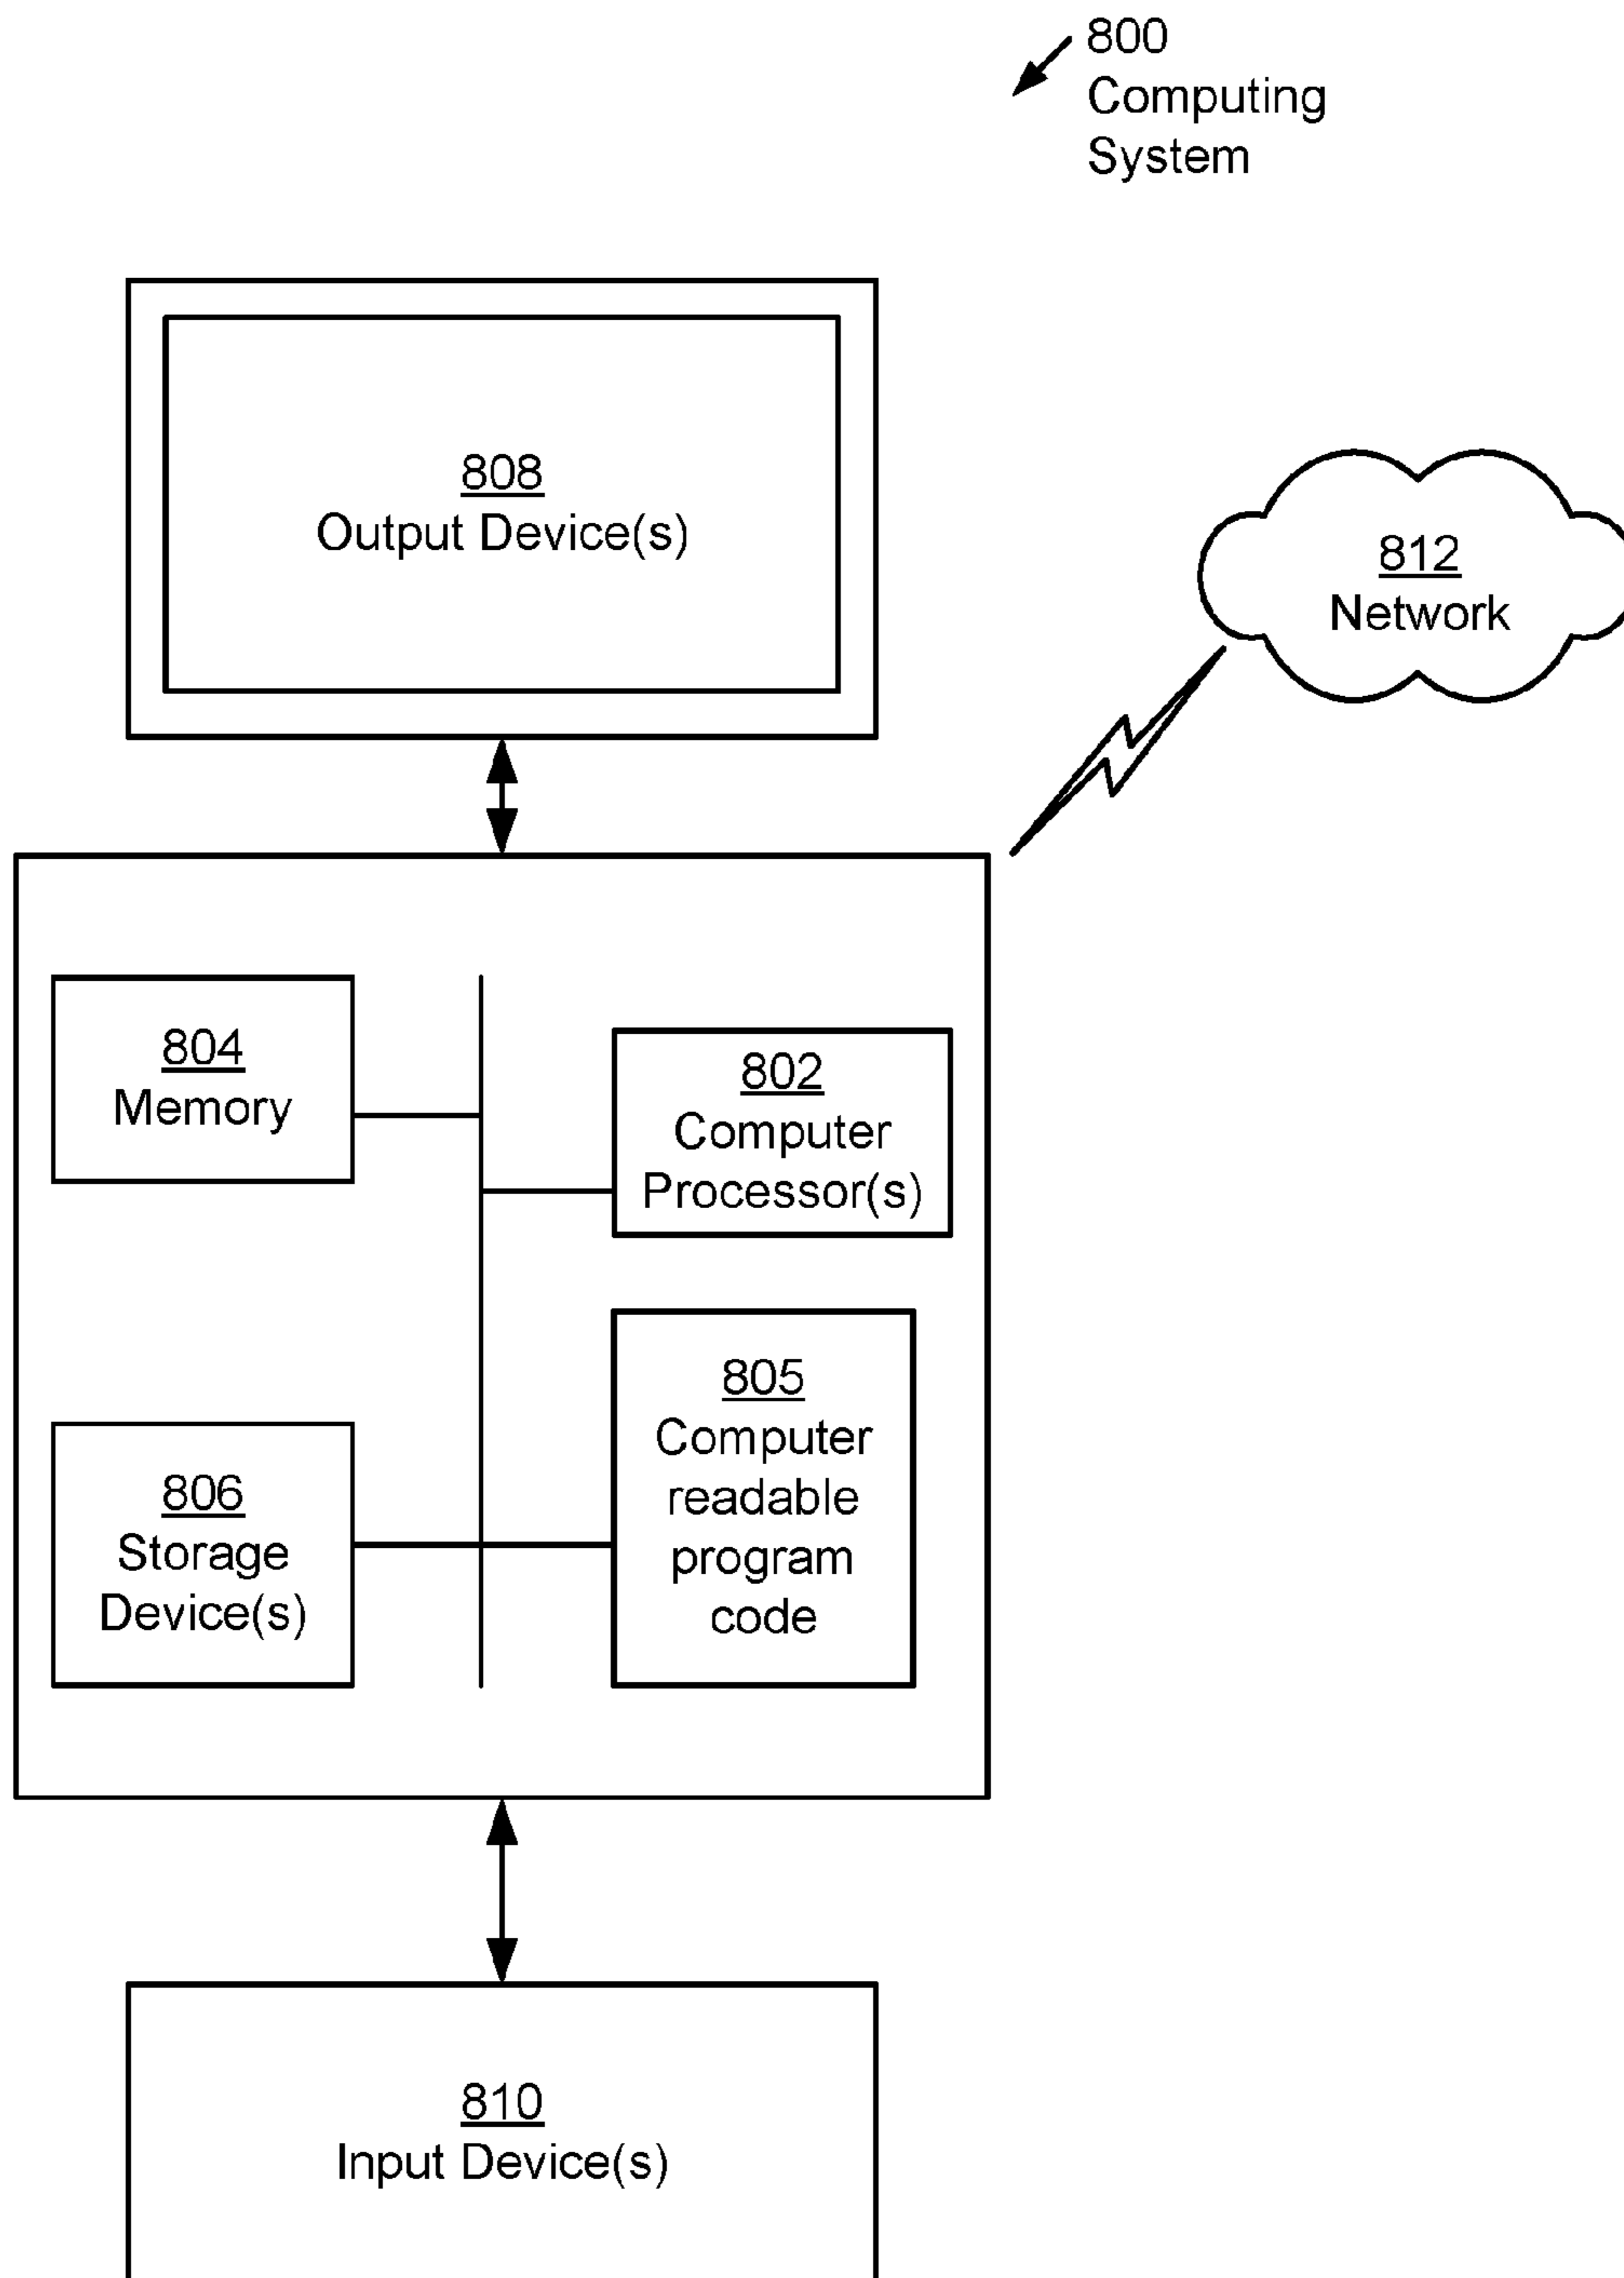 800
Computing
System
808
Output Device(s)
812
Network
804
Memory
802
Computer
Processor(s)
805
Computer
readable
program
code
806
Storage
Device(s)
810
Input Device(s)